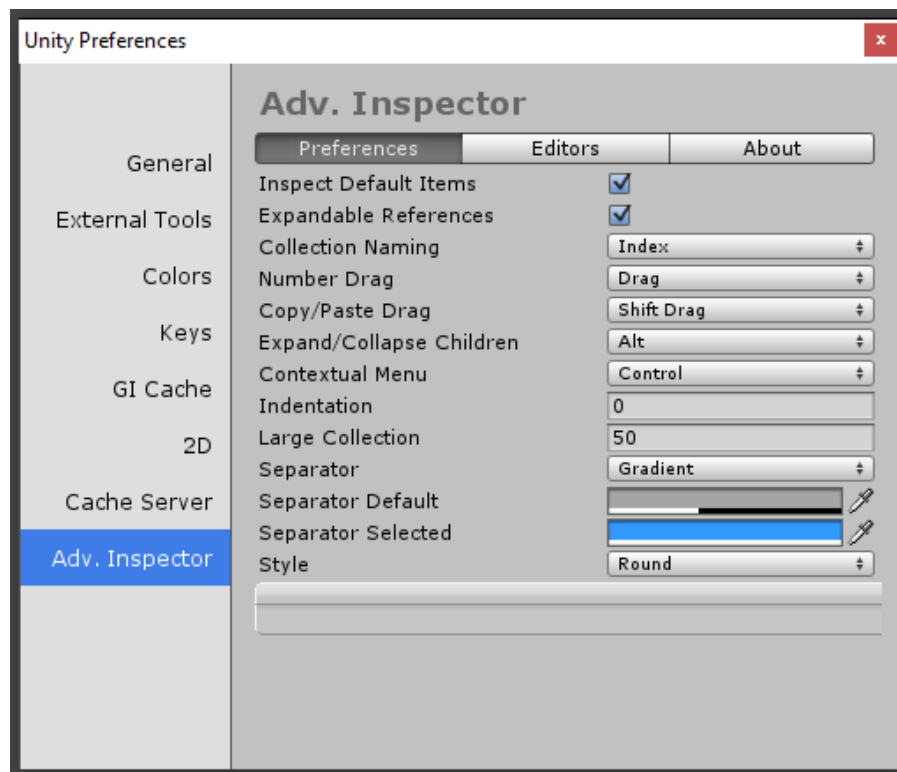 Unity Preferences
x
General
External Tools
Colors
Keys
GI Cache
2D
Cache Server
Adv. Inspector
Adv. Inspector
Preferences Editors About
Inspect Default Items
Expandable References
Collection Naming Index
Number Drag Drag
Copy/Paste Drag Shift Drag
Expand/Collapse Children Alt
Contextual Menu Control
Indentation 0
Large Collection 50
Separator Gradient
Separator Default
Separator Selected
Style Round